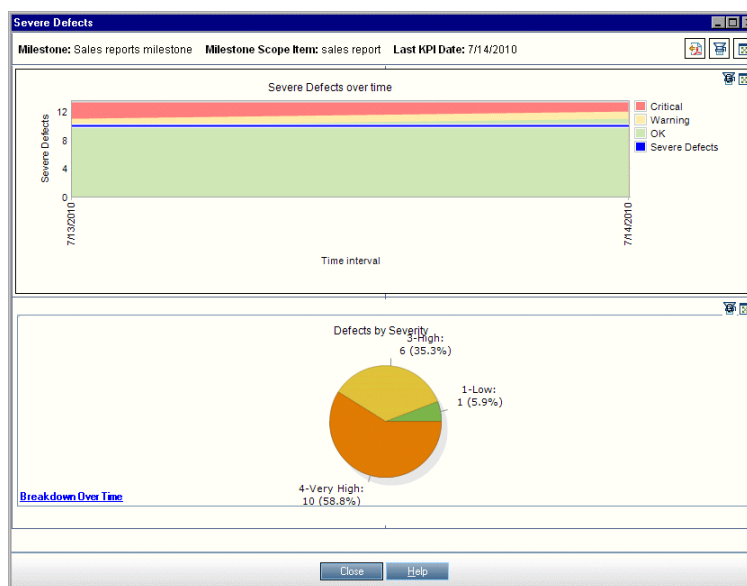 Severe Defects
Milestone: Sales reports milestone Milestone Scope Item: sales report Last KPI Date: 7/14/2010
Severe Defects over time
Severe Defects
12
8
4
0
7/13/2010
7/14/2010
Time interval
Critical
Warning
OK
Severe Defects
Defects by Severity
3-High:
6 (35.3%)
1-Low:
1 (5.9%)
4-Very High:
10 (58.8%)
Breakdown Over Time
Close Help